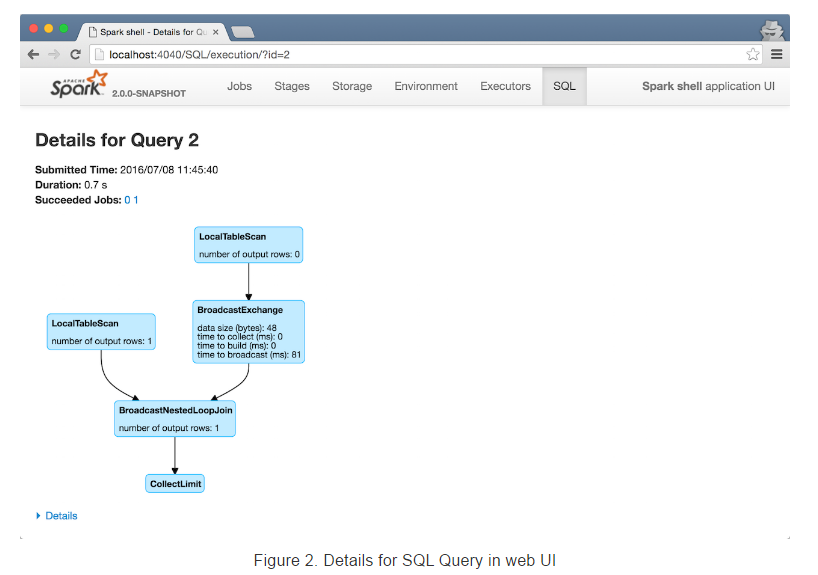 Spark shell - Details for Qu
localhost:4040/SQL/execution/?id=2
APACHE
Spark 2.0.0-SNAPSHOT Jobs Stages Storage Environment Executors SQL Spark shell application UI
Details for Query 2
Submitted Time: 2016/07/08 11:45:40
Duration: 0.7 s
Succeeded Jobs: 0 1
LocalTableScan
number of output rows: 0
BroadcastExchange
data size (bytes): 48
time to collect (ms): 0
time to build (ms): 0
time to broadcast (ms): 81
LocalTableScan
number of output rows: 1
BroadcastNestedLoopJoin
number of output rows: 1
CollectLimit
Details
Figure 2. Details for SQL Query in web UI